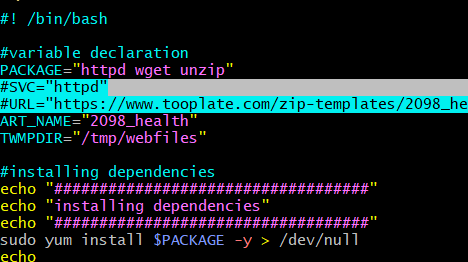 #! /bin/bash
#variable declaration
PACKAGE="httpd wget unzip"
#SVC="httpd"
#URL="https://www.tooplate.com/zip-templates/2098_he
ART_NAME="2098_health"
TWMPDIR="/tmp/webfiles"
#installing dependencies
echo "###################################"
echo "installing dependencies"
echo "###################################"
sudo yum install $PACKAGE -y > /dev/null
echo